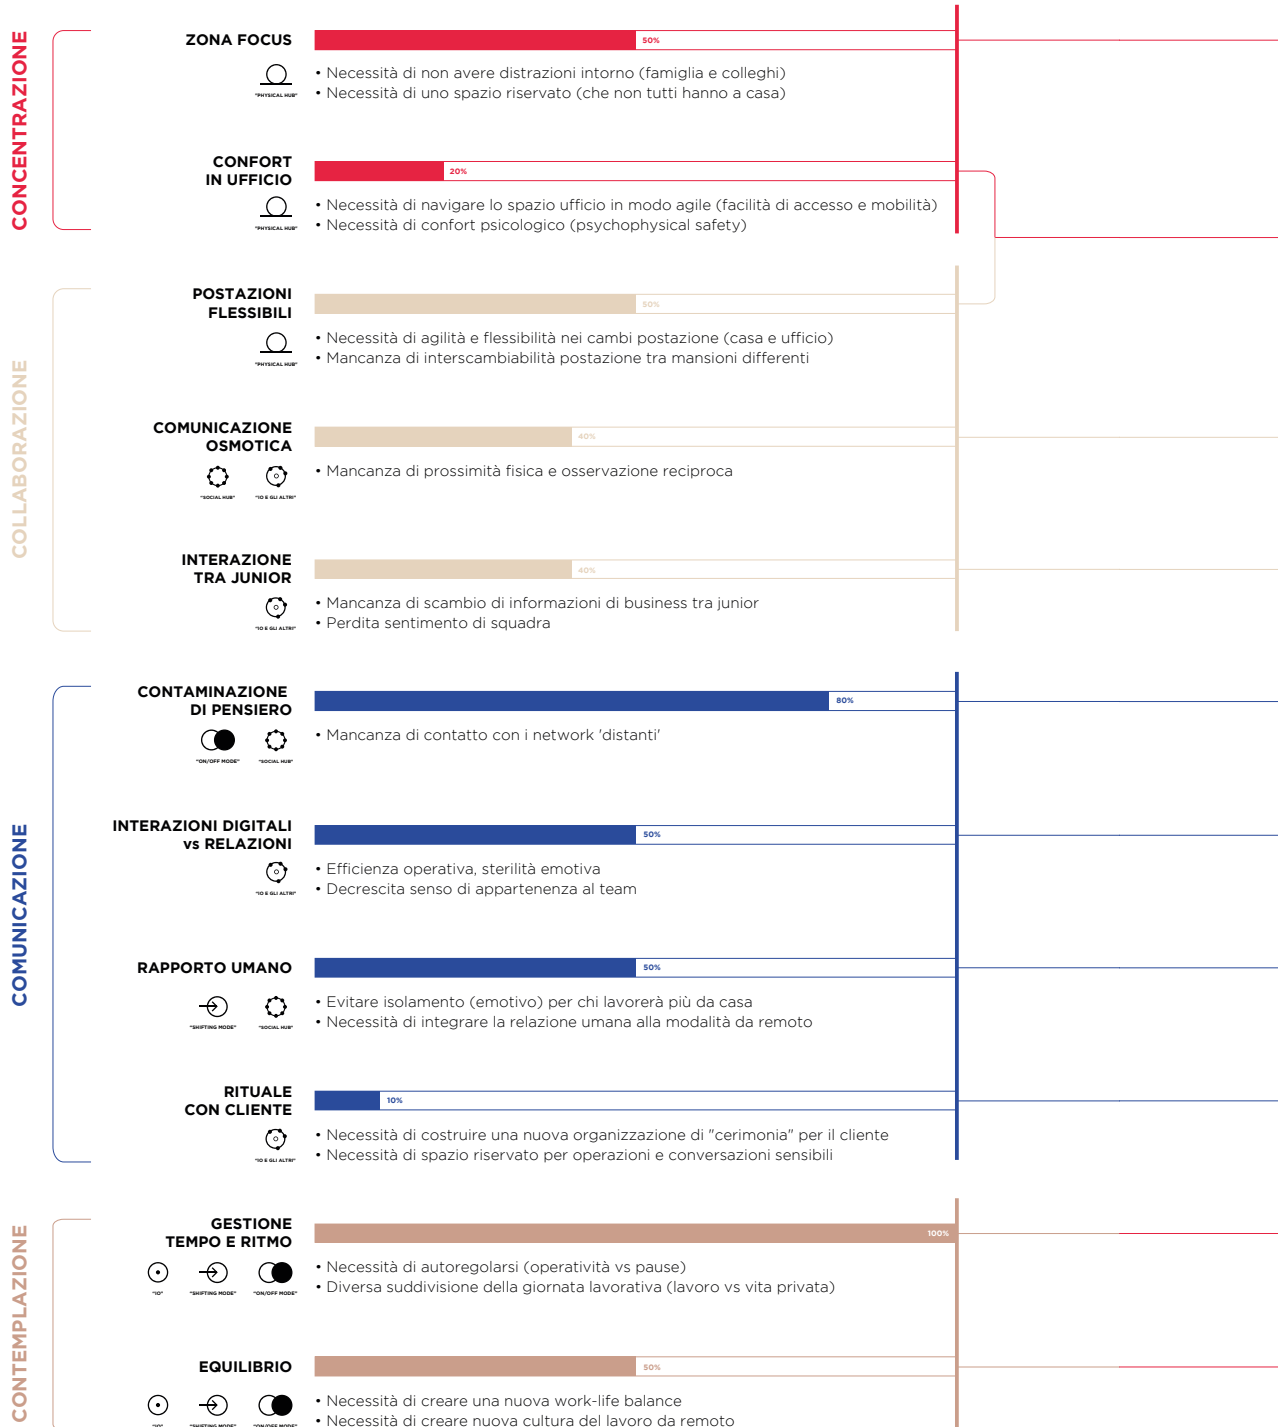 CONCENTRAZIONE
ZONA FOCUS
50%
"PHYSICAL HUB"
• Necessità di non avere distrazioni intorno (famiglia e colleghi)
• Necessità di uno spazio riservato (che non tutti hanno a casa)
CONFORT
IN UFFICIO
20%
"PHYSICAL HUB"
• Necessità di navigare lo spazio ufficio in modo agile (facilità di accesso e mobilità)
• Necessità di confort psicologico (psychophysical safety)
COLLABORAZIONE
POSTAZIONI
FLESSIBILI
50%
"PHYSICAL HUB"
• Necessità di agilità e flessibilità nei cambi postazione (casa e ufficio)
• Mancanza di interscambiabilità postazione tra mansioni differenti
COMUNICAZIONE
OSMOTICA
40%
"SOCIAL HUB" "IO E GLI ALTRI"
• Mancanza di prossimità fisica e osservazione reciproca
INTERAZIONE
TRA JUNIOR
40%
"IO E GLI ALTRI"
• Mancanza di scambio di informazioni di business tra junior
• Perdita sentimento di squadra
COMUNICAZIONE
CONTAMINAZIONE
DI PENSIERO
80%
"ON/OFF MODE" "SOCIAL HUB"
• Mancanza di contatto con i network 'distanti'
INTERAZIONI DIGITALI
vs RELAZIONI
50%
"IO E GLI ALTRI"
• Efficienza operativa, sterilità emotiva
• Decrescita senso di appartenenza al team
RAPPORTO UMANO
50%
"SHIFTING MODE" "SOCIAL HUB"
• Evitare isolamento (emotivo) per chi lavorerà più da casa
• Necessità di integrare la relazione umana alla modalità da remoto
RITUALE
CON CLIENTE
10%
"IO E GLI ALTRI"
• Necessità di costruire una nuova organizzazione di "cerimonia" per il cliente
• Necessità di spazio riservato per operazioni e conversazioni sensibili
CONTEMPLAZIONE
GESTIONE
TEMPO E RITMO
100%
"IO" "SHIFTING MODE" "ON/OFF MODE"
• Necessità di autoregolarsi (operatività vs pause)
• Diversa suddivisione della giornata lavorativa (lavoro vs vita privata)
EQUILIBRIO
50%
"IO" "SHIFTING MODE" "ON/OFF MODE"
• Necessità di creare una nuova work-life balance
• Necessità di creare nuova cultura del lavoro da remoto